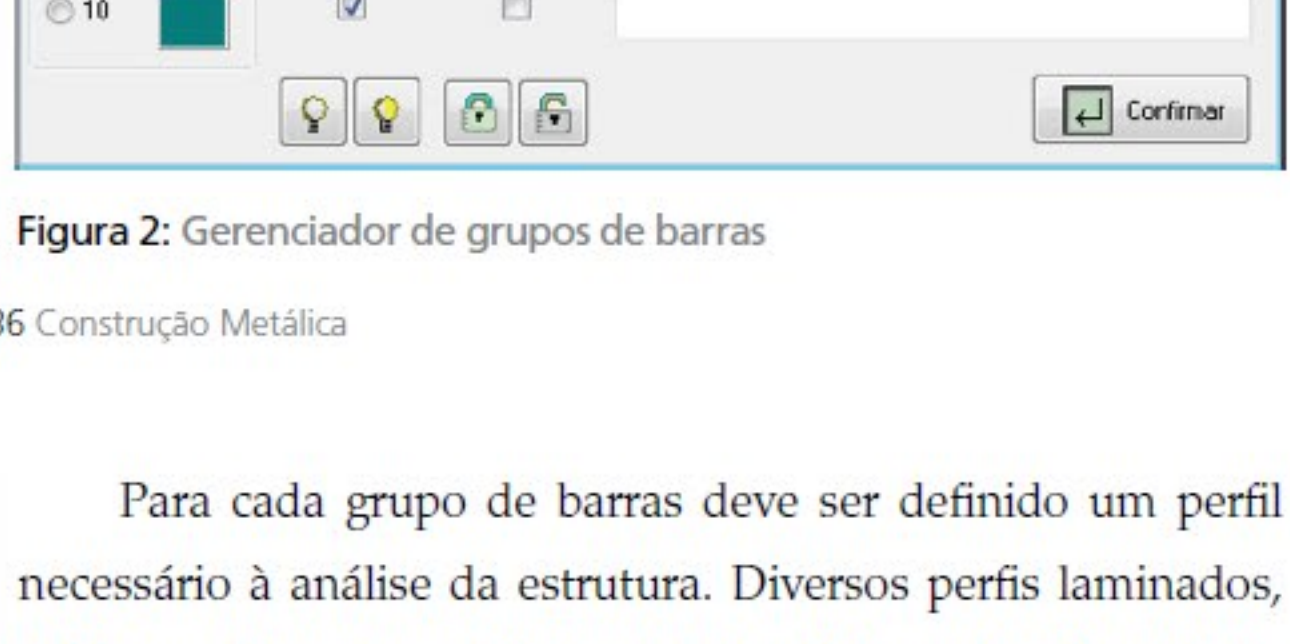 10
Confirmar
Figura 2: Gerenciador de grupos de barras
36 Construção Metálica
Para cada grupo de barras deve ser definido um perfil
necessário à análise da estrutura. Diversos perfis laminados,